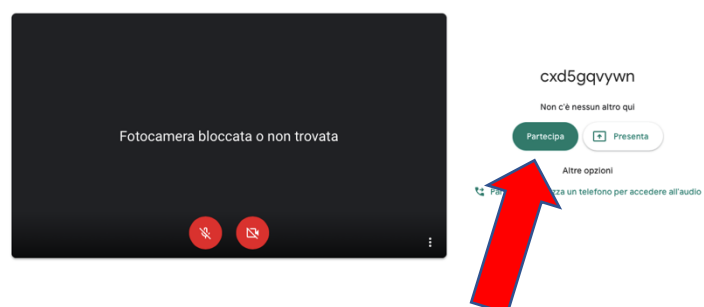 Fotocamera bloccata o non trovata
cxd5gqvywn
Non c'è nessun altro qui
Partecipa
Presenta
Altre opzioni
un telefono per accedere all'audio